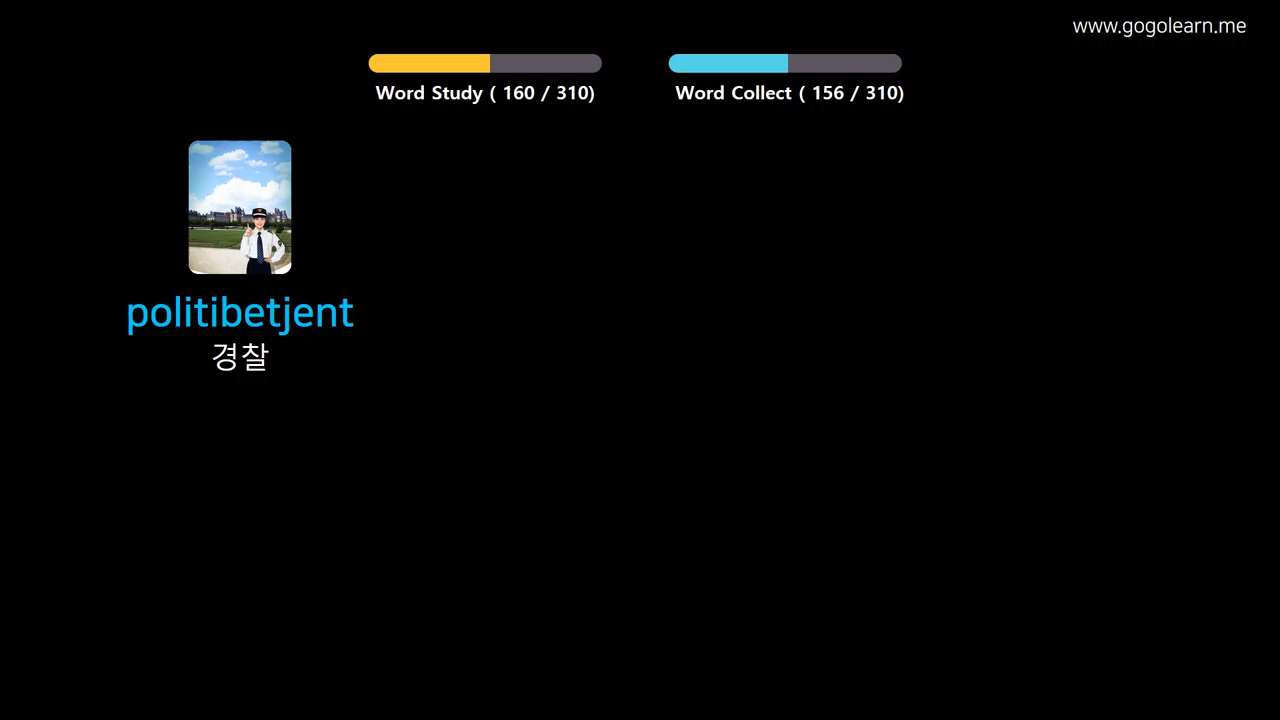 www.gogolearn.me
Word Study ( 160 / 310)
Word Collect ( 156 / 310)
politibetjent
경찰